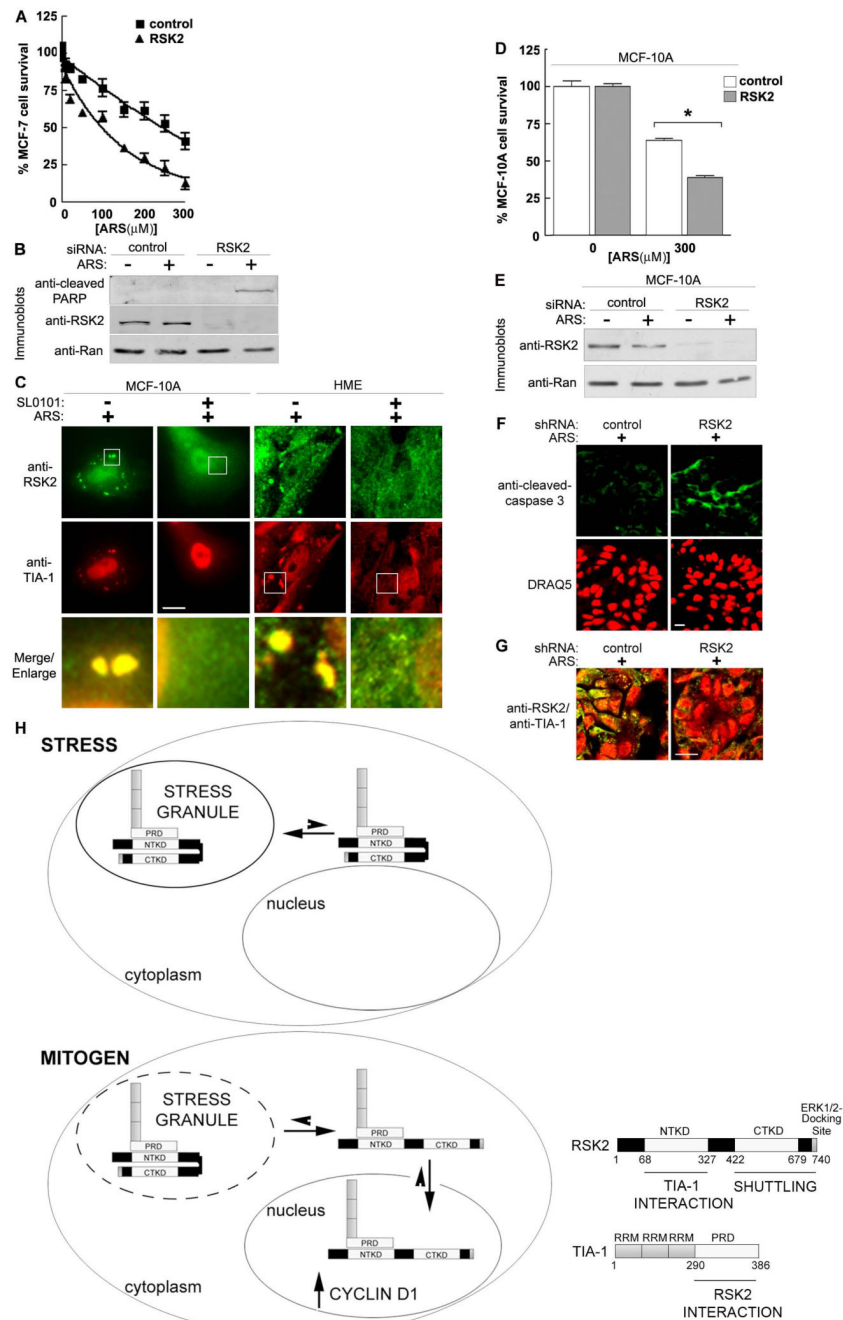 A
control
RSK2
125
100
75
50
25
0
% MCF-7 cell survival
0 100 200 300
[ARS(μM)]
B
siRNA: control RSK2
ARS: - + - +
Immunoblots
anti-cleaved
PARP
anti-RSK2
anti-Ran
C
MCF-10A HME
SL0101: - + - +
ARS: + + + +
anti-
RSK2
anti-
TIA-1
Merge/
Enlarge
D
MCF-10A
control
RSK2
*
125
100
75
50
25
0
% MCF-10A cell survival
0 300
[ARS(μM)]
E
MCF-10A
siRNA: control RSK2
ARS: - + - +
Immunoblots
anti-RSK2
anti-Ran
F
shRNA: control RSK2
ARS: + +
anti-cleaved-
caspase 3
DRAQ5
G
shRNA: control RSK2
ARS: + +
anti-RSK2/
anti-TIA-1
H
STRESS
STRESS
GRANULE
PRD
NTKD
CTKD
PRD
NTKD
CTKD
nucleus
cytoplasm
MITOGEN
STRESS
GRANULE
PRD
NTKD
CTKD
PRD
NTKD CTKD
nucleus
PRD
NTKD CTKD
CYCLIN D1
cytoplasm
ERK1/2-
Docking
Site
NTKD CTKD
RSK2
1 68 327 422 679 740
TIA-1
INTERACTION
SHUTTLING
RRM RRM RRM PRD
TIA-1
1 290 386
RSK2
INTERACTION